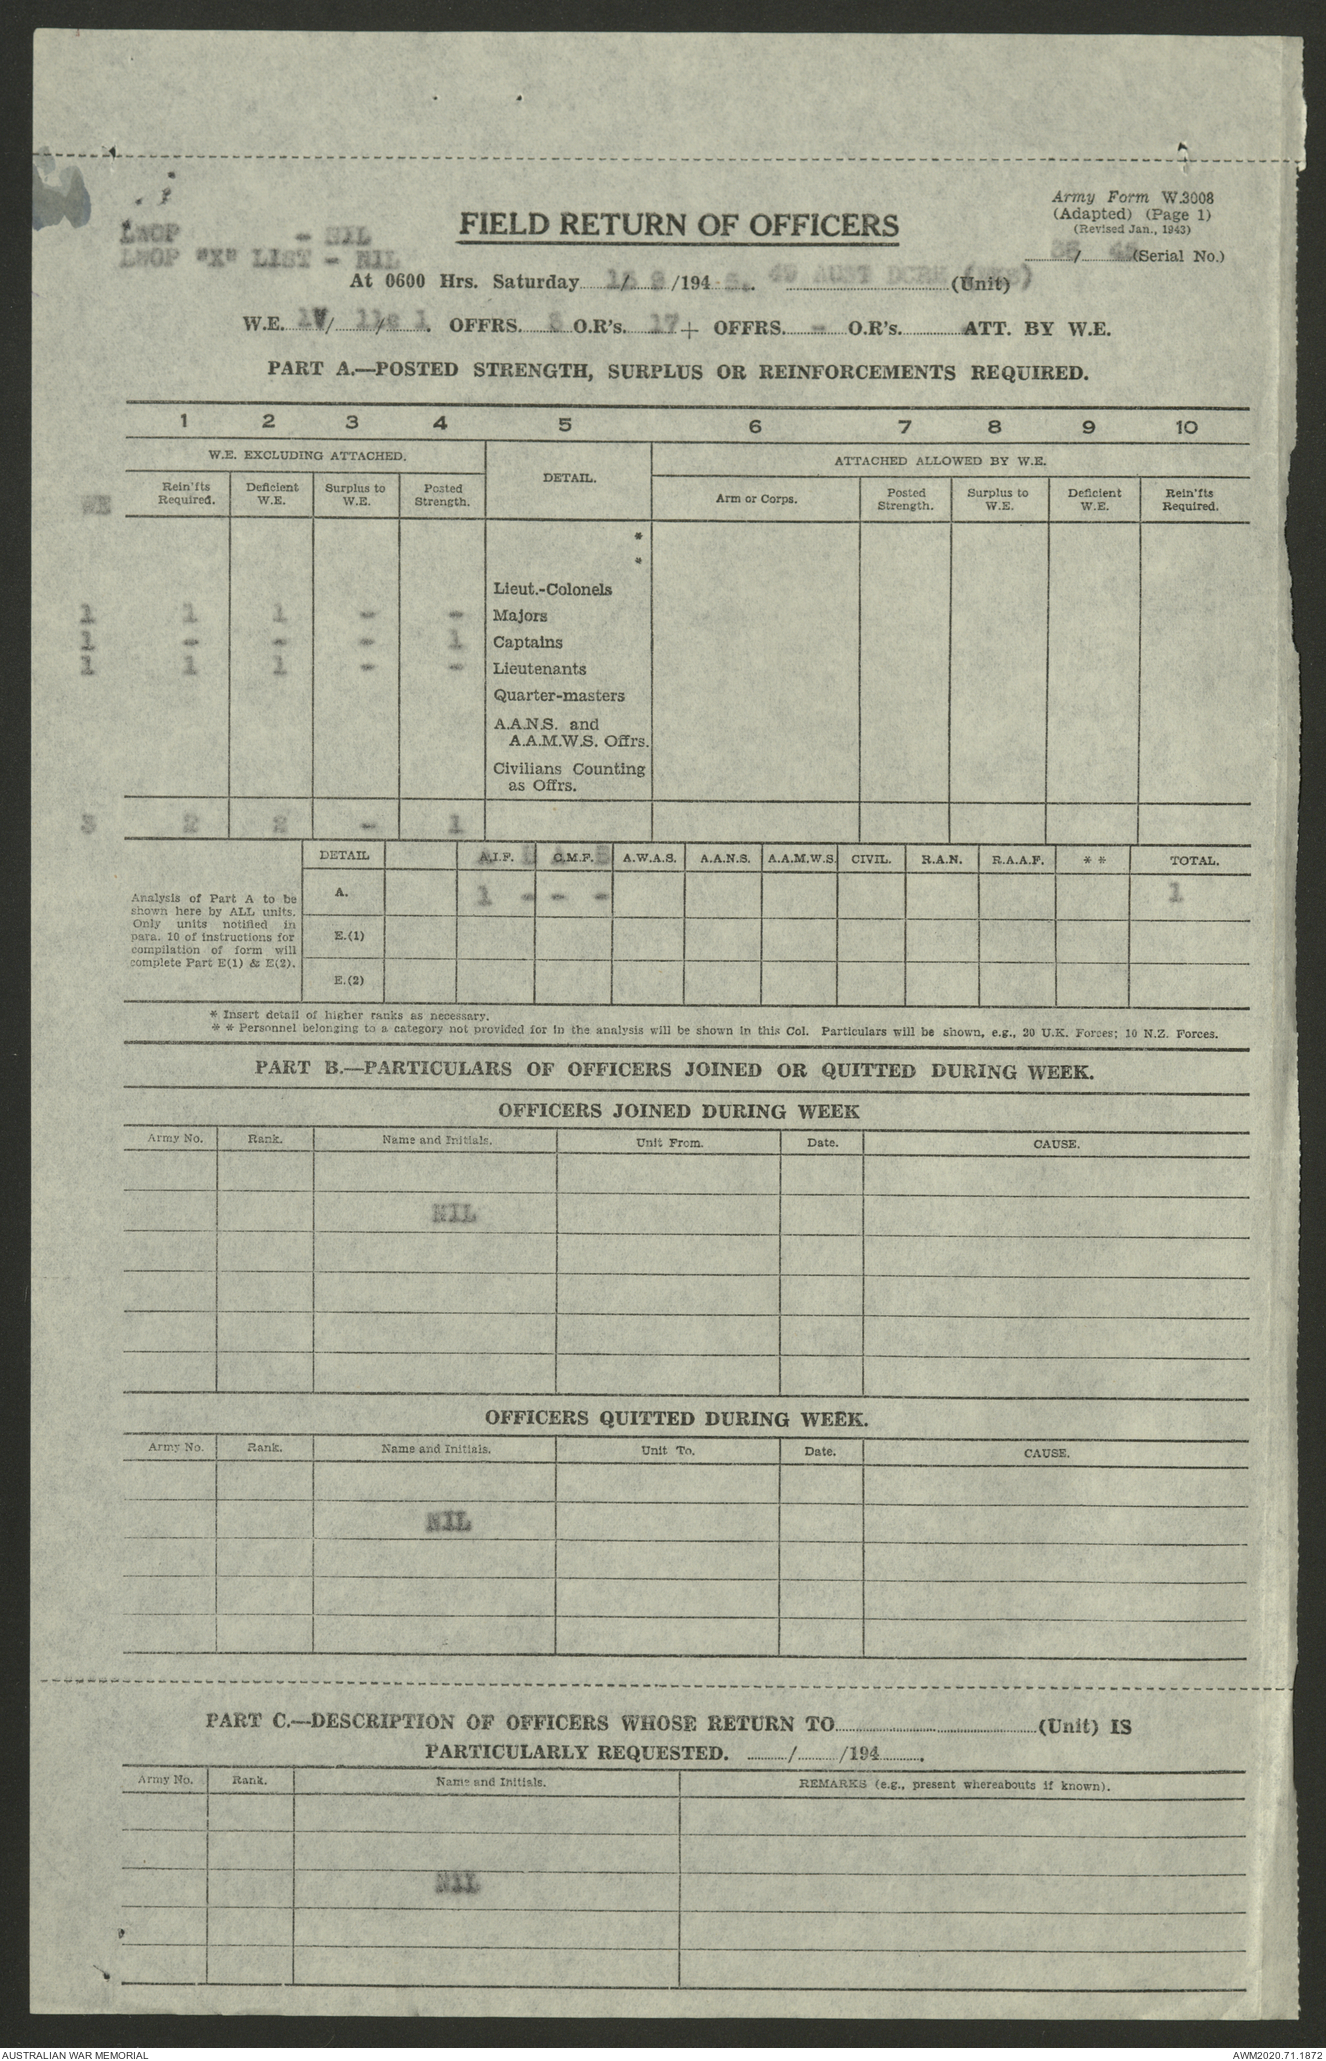 Army Form W.3008
(Adapted) (Page 1)
(Revised Jan., 1943)
(Serial No.)
LWOP - NIL
LWOP "X" LIST - NIL
FIELD RETURN OF OFFICERS
At 0600 Hrs. Saturday / /194 . 49 AUST DCRE (WKS) (Unit)
W.E. / / 1. OFFRS. O.R's. 17 + OFFRS. - O.R's. ATT. BY W.E.
PART A.—POSTED STRENGTH, SURPLUS OR REINFORCEMENTS REQUIRED.
1 2 3 4 5 6 7 8 9 10
W.E. EXCLUDING ATTACHED. DETAIL. ATTACHED ALLOWED BY W.E.
WE Rein'fts Required. Deficient W.E. Surplus to W.E. Posted Strength. Arm or Corps. Posted Strength. Surplus to W.E. Deficient W.E. Rein'fts Required.
*
*
Lieut.-Colonels
1 1 1 - - Majors
1 - - - 1 Captains
1 1 1 - - Lieutenants
Quarter-masters
A.A.N.S. and
A.A.M.W.S. Offrs.
Civilians Counting
as Offrs.
3 2 2 - 1
DETAIL A.I.F. C.M.F. A.W.A.S. A.A.N.S. A.A.M.W.S. CIVIL. R.A.N. R.A.A.F. * * TOTAL.
Analysis of Part A to be
shown here by ALL units.
Only units notified in
para. 10 of instructions for
compilation of form will
complete Part E(1) & E(2).
A. 1 - - - 1
E.(1)
E.(2)
* Insert detail of higher ranks as necessary.
* * Personnel belonging to a category not provided for in the analysis will be shown in this Col. Particulars will be shown, e.g., 20 U.K. Forces; 10 N.Z. Forces.
PART B.—PARTICULARS OF OFFICERS JOINED OR QUITTED DURING WEEK.
OFFICERS JOINED DURING WEEK
Army No. Rank. Name and Initials. Unit From. Date. CAUSE.
NIL
OFFICERS QUITTED DURING WEEK.
Army No. Rank. Name and Initials. Unit To. Date. CAUSE.
NIL
PART C.—DESCRIPTION OF OFFICERS WHOSE RETURN TO (Unit) IS
PARTICULARLY REQUESTED. / /194 .
Army No. Rank. Name and Initials. REMARKS (e.g., present whereabouts if known).
NIL
AUSTRALIAN WAR MEMORIAL AWM2020.71.1872